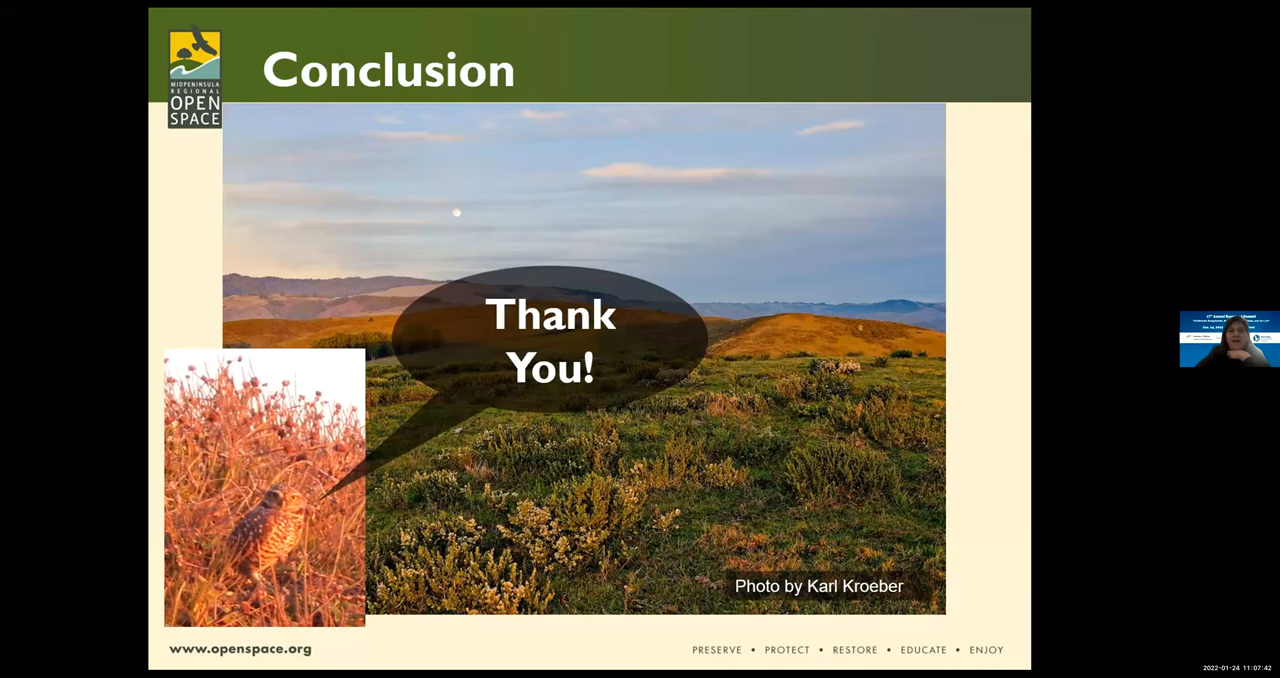 MIDPENINSULA
REGIONAL
OPEN
SPACE
Conclusion
Thank
You!
Photo by Karl Kroeber
www.openspace.org
PRESERVE • PROTECT • RESTORE • EDUCATE • ENJOY
2022-01-24 11:07:42